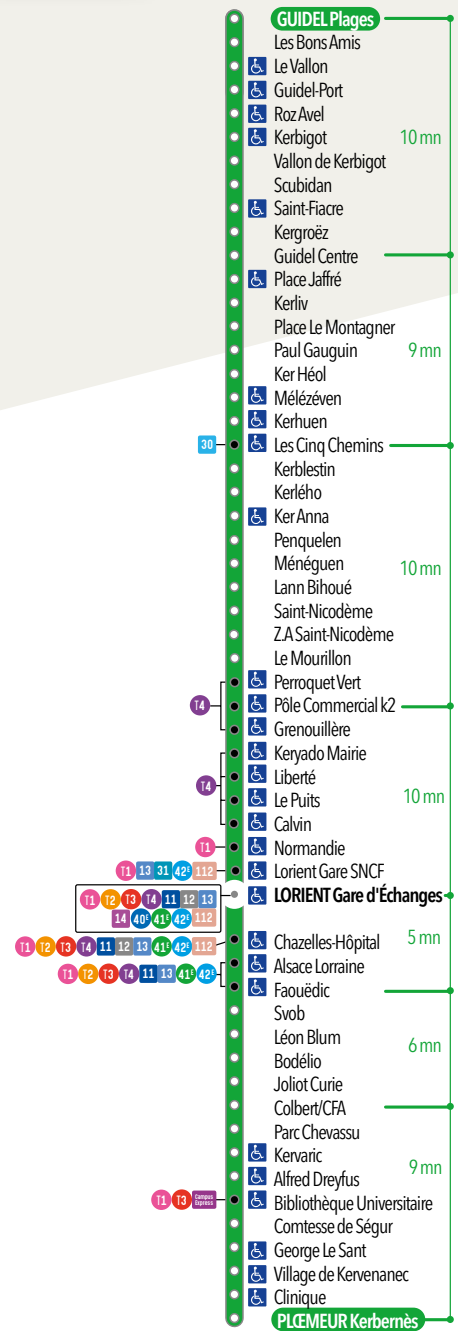 GUIDEL Plages
Les Bons Amis
Le Vallon
Guidel-Port
Roz Avel
Kerbigot 10 mn
Vallon de Kerbigot
Scubidan
Saint-Fiacre
Kergroëz
Guidel Centre
Place Jaffré
Kerliv
Place Le Montagner
Paul Gauguin 9 mn
Ker Héol
Mélézéven
Kerhuen
30 Les Cinq Chemins
Kerblestin
Kerlého
Ker Anna
Penquelen
Ménéguen 10 mn
Lann Bihoué
Saint-Nicodème
Z.A Saint-Nicodème
Le Mourillon
Perroquet Vert
T4 Pôle Commercial k2
Grenouillère
Keryado Mairie
Liberté
T4 Le Puits 10 mn
Calvin
T1 Normandie
T1 13 31 42E 112 Lorient Gare SNCF
T1 T2 T3 T4 11 12 13 LORIENT Gare d'Échanges
14 40E 41E 42E 112
T1 T2 T3 T4 11 12 13 41E 42E 112 Chazelles-Hôpital 5 mn
T1 T2 T3 T4 11 13 41E 42E Alsace Lorraine
Faouëdic
Svob
Léon Blum 6 mn
Bodélio
Joliot Curie
Colbert/CFA
Parc Chevassu
Kervaric 9 mn
Alfred Dreyfus
T1 T3 Campus Express Bibliothèque Universitaire
Comtesse de Ségur
George Le Sant
Village de Kervenanec
Clinique
PLŒMEUR Kerbernès